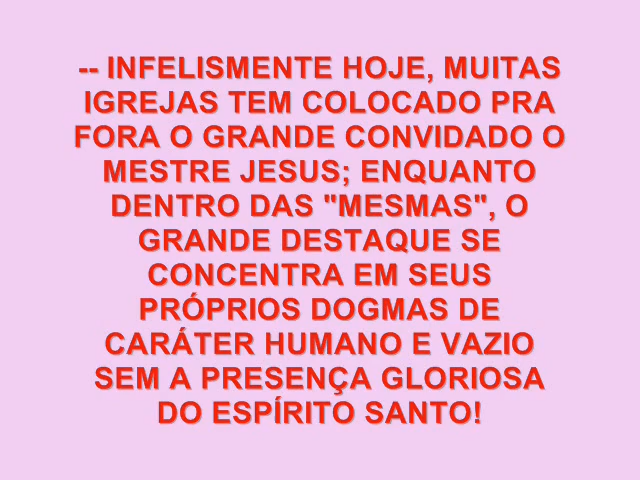 -- INFELISMENTE HOJE, MUITAS
IGREJAS TEM COLOCADO PRA
FORA O GRANDE CONVIDADO O
MESTRE JESUS; ENQUANTO
DENTRO DAS "MESMAS", O
GRANDE DESTAQUE SE
CONCENTRA EM SEUS
PRÓPRIOS DOGMAS DE
CARÁTER HUMANO E VAZIO
SEM A PRESENÇA GLORIOSA
DO ESPÍRITO SANTO!